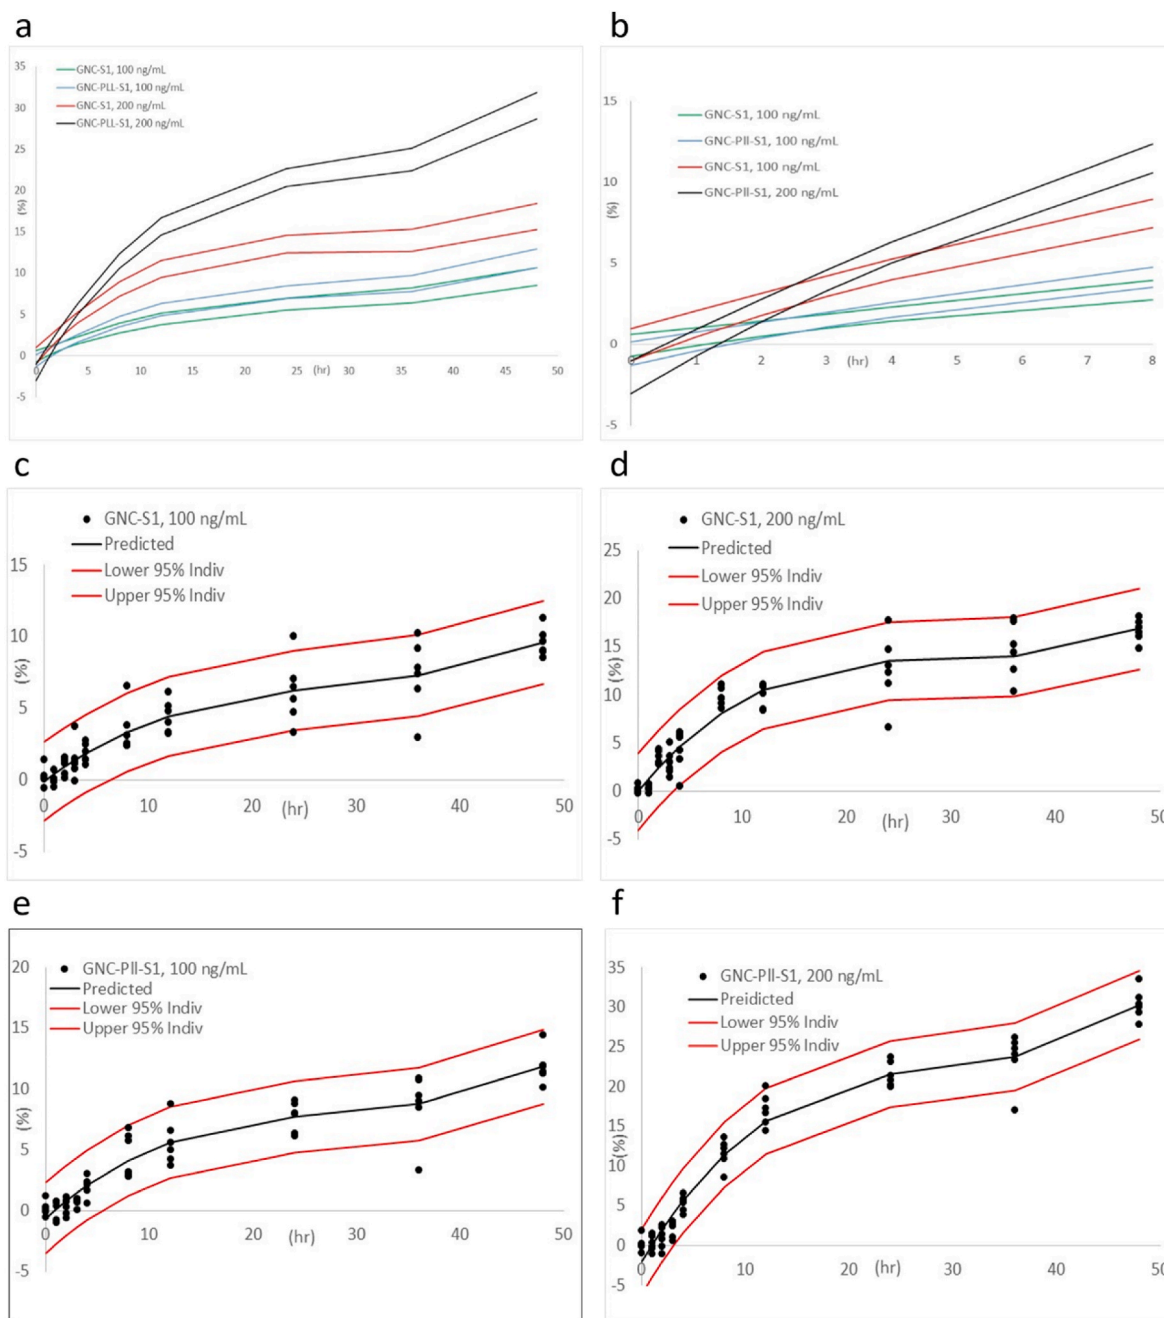 a
35
30
25
20
15
10
5
0
-5
(%)
GNC-S1, 100 ng/mL
GNC-PLL-S1, 100 ng/mL
GNC-S1, 200 ng/mL
GNC-PLL-S1, 200 ng/mL
0 5 10 15 20 25 30 35 40 45 50
(hr)
b
15
10
5
0
-5
(%)
GNC-S1, 100 ng/mL
GNC-Pll-S1, 100 ng/mL
GNC-S1, 100 ng/mL
GNC-Pll-S1, 200 ng/mL
0 1 2 3 4 5 6 7 8
(hr)
c
GNC-S1, 100 ng/mL
Predicted
Lower 95% Indiv
Upper 95% Indiv
15
10
5
0
-5
(%)
0 10 20 30 40 50
(hr)
d
GNC-S1, 200 ng/mL
Predicted
Lower 95% Indiv
Upper 95% Indiv
25
20
15
10
5
0
-5
(%)
0 10 20 30 40 50
(hr)
e
GNC-Pll-S1, 100 ng/mL
Predicted
Lower 95% Indiv
Upper 95% Indiv
20
15
10
5
0
-5
(%)
0 10 20 30 40 50
(hr)
f
GNC-Pll-S1, 200 ng/mL
Preidicted
Lower 95% Indiv
Upper 95% Indiv
35
30
25
20
15
10
5
0
-5
(%)
0 10 20 30 40 50
(hr)